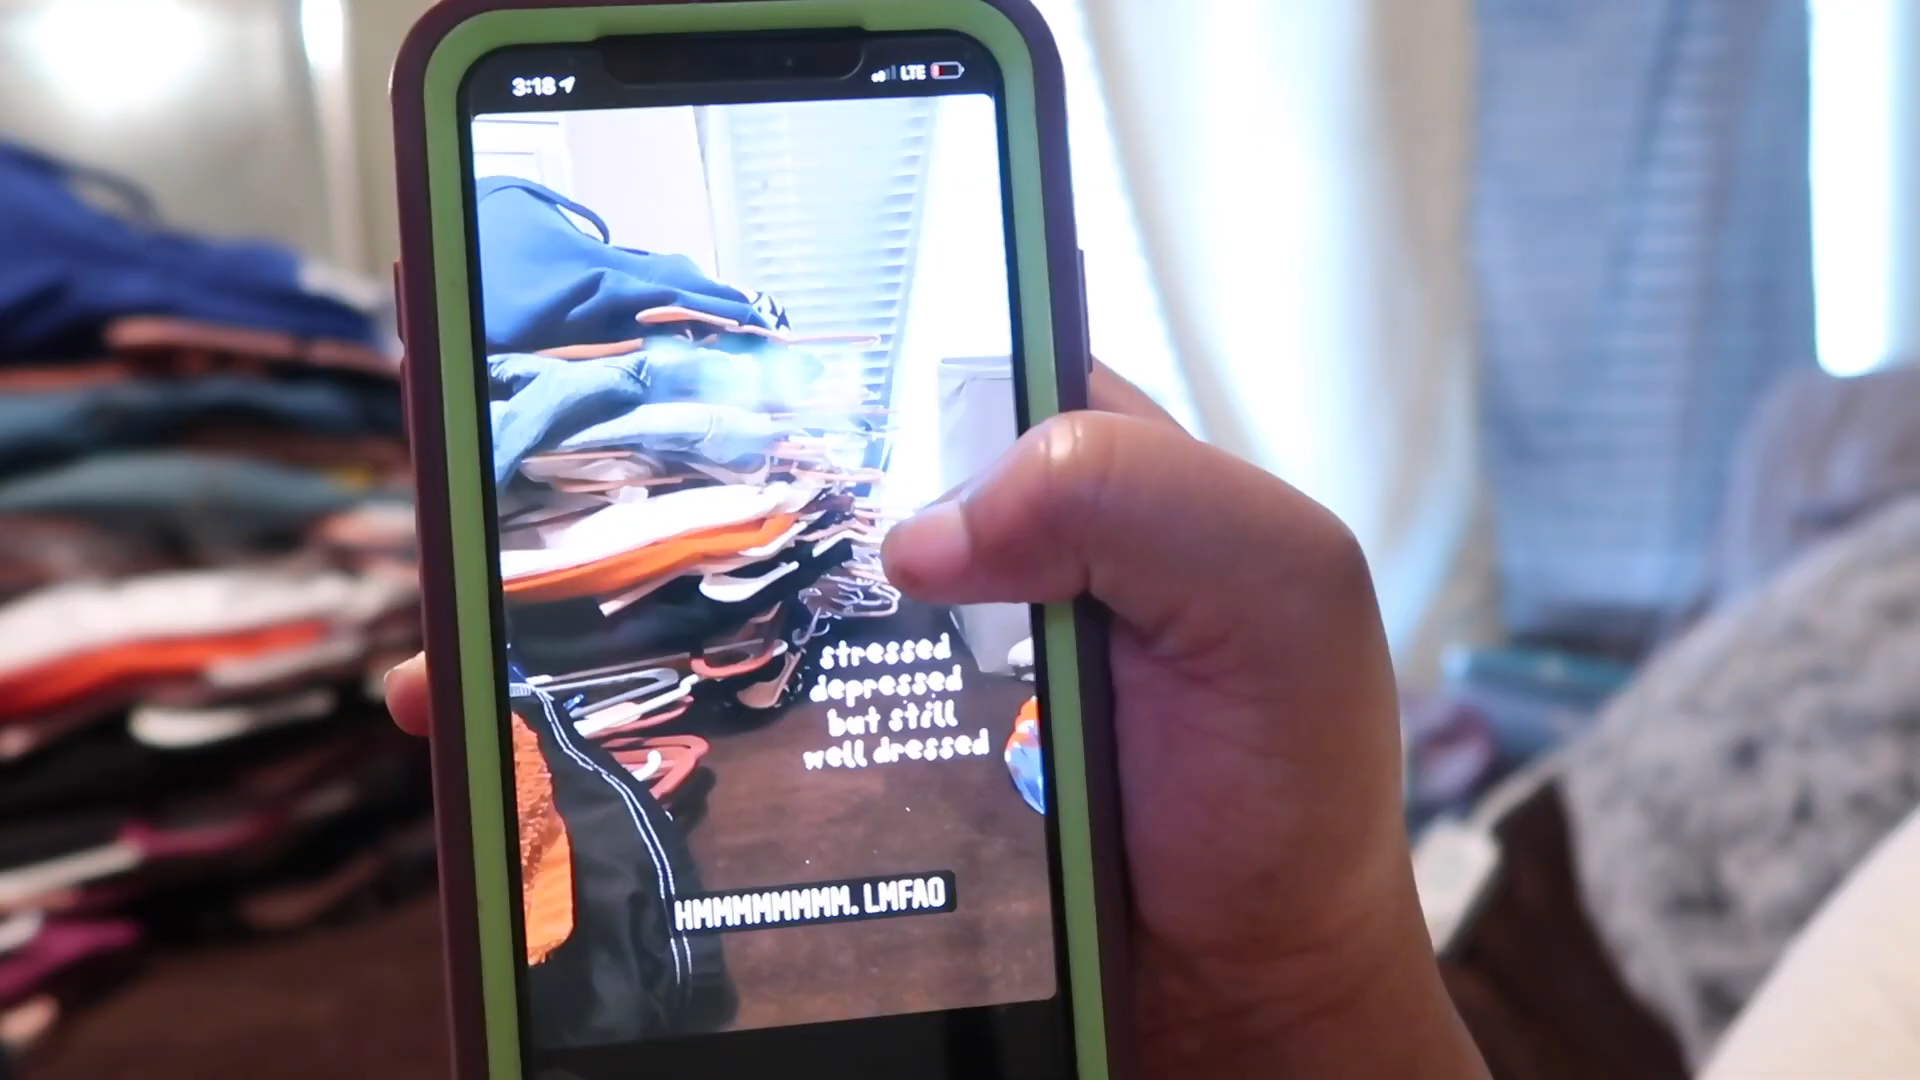 3:18
LTE
stressed
depressed
but still
well dressed
HMMMMMMMM. LMFAO